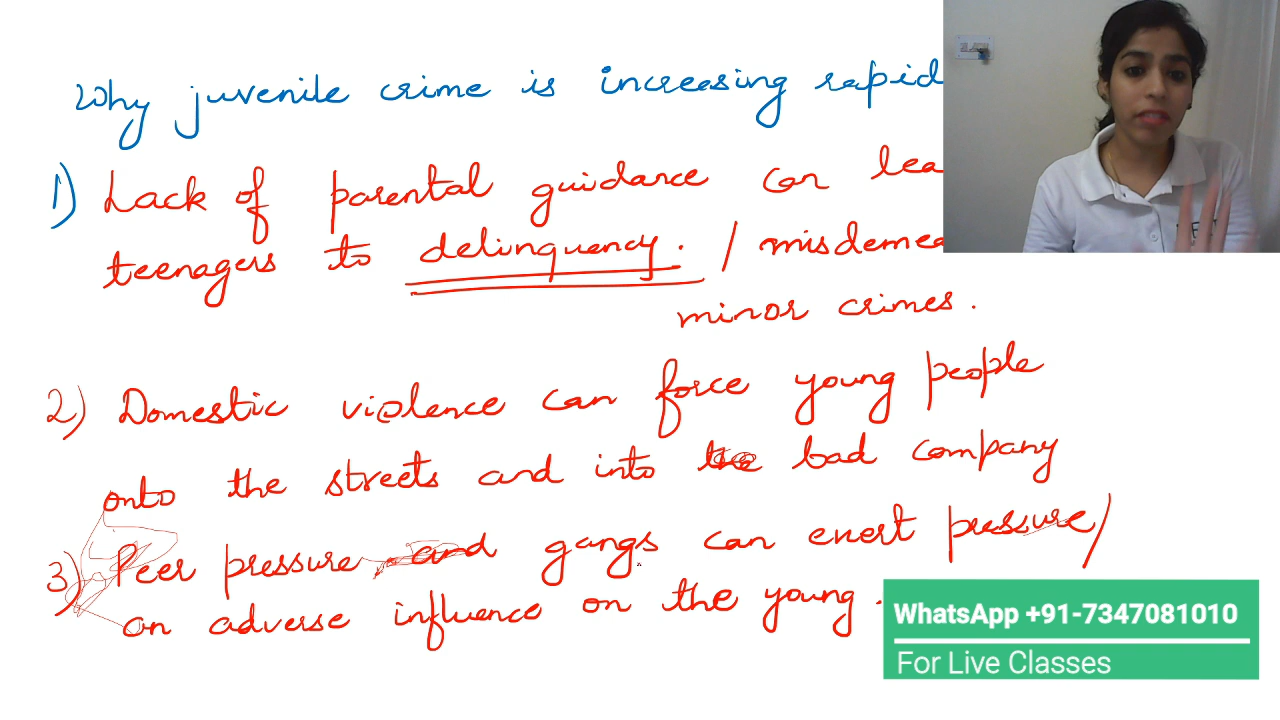 Why juvenile crime is increasing rapid
1) Lack of parental guidance can lea
teenagers to delinquency. / misdemea
minor crimes.
2) Domestic violence can force young people
onto the streets and into bad company
3) Peer pressure, and gangs can exert pressure/
an adverse influence on the young.
WhatsApp +91-7347081010
For Live Classes